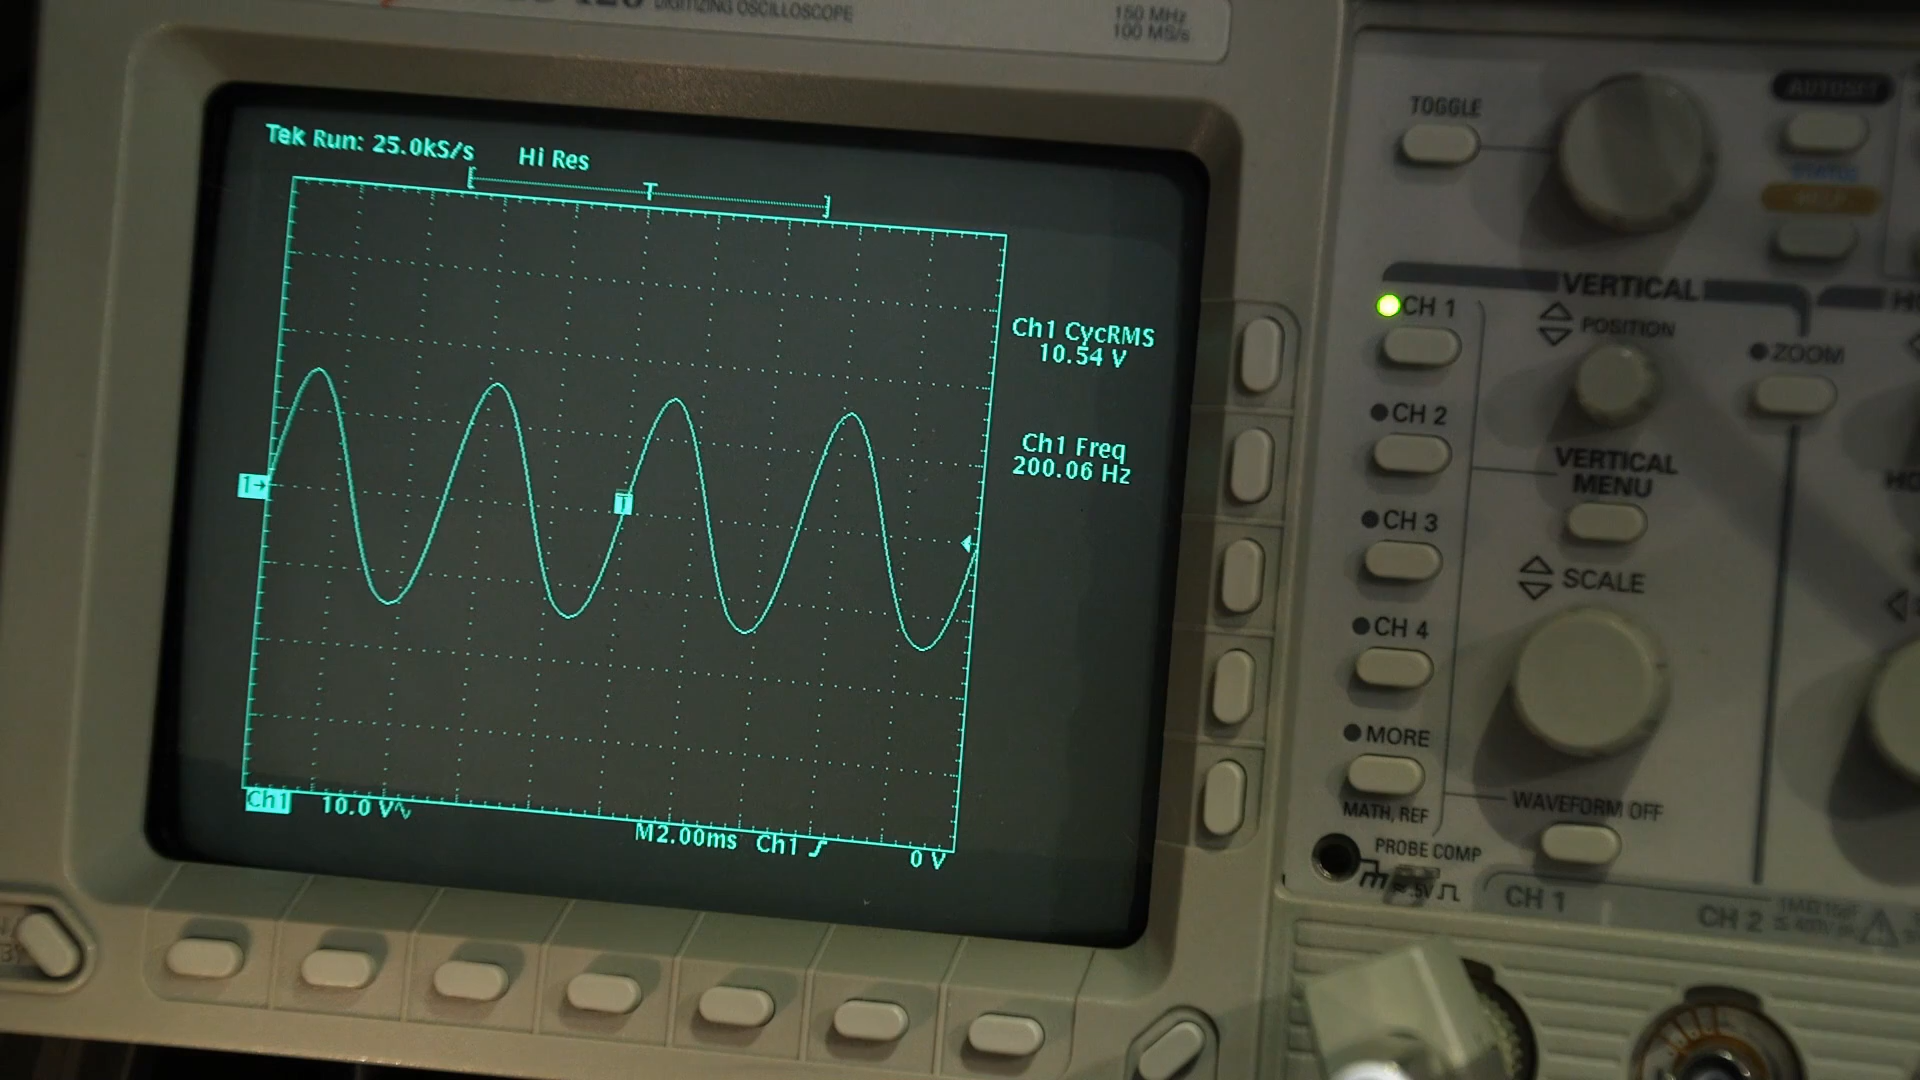 DIGITIZING OSCILLOSCOPE
150 MHz
100 MS/s
Tek Run: 25.0kS/s
Hi Res
T
Ch1 CycRMS
10.54 V
Ch1 Freq
200.06 Hz
1→
T
Ch1
10.0 V∿
M2.00ms
Ch1
0 V
TOGGLE
AUTOSET
VERTICAL
CH 1
POSITION
ZOOM
CH 2
VERTICAL
MENU
CH 3
SCALE
CH 4
MORE
MATH, REF
WAVEFORM OFF
PROBE COMP
CH 1
CH 2